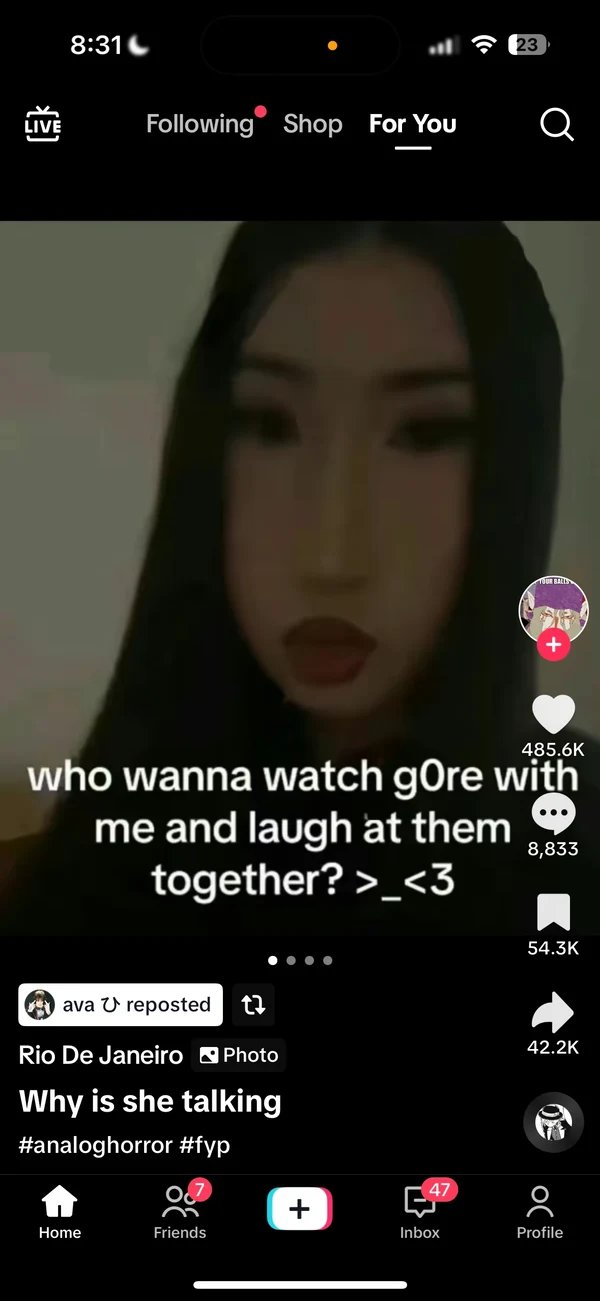 8:31
23
LIVE
Following
Shop
For You
YOUR BALLS
485.6K
who wanna watch g0re with
me and laugh at them
together? >_<3
8,833
54.3K
ava ひ reposted
42.2K
Rio De Janeiro
Photo
Why is she talking
#analoghorror #fyp
7
47
Home
Friends
Inbox
Profile